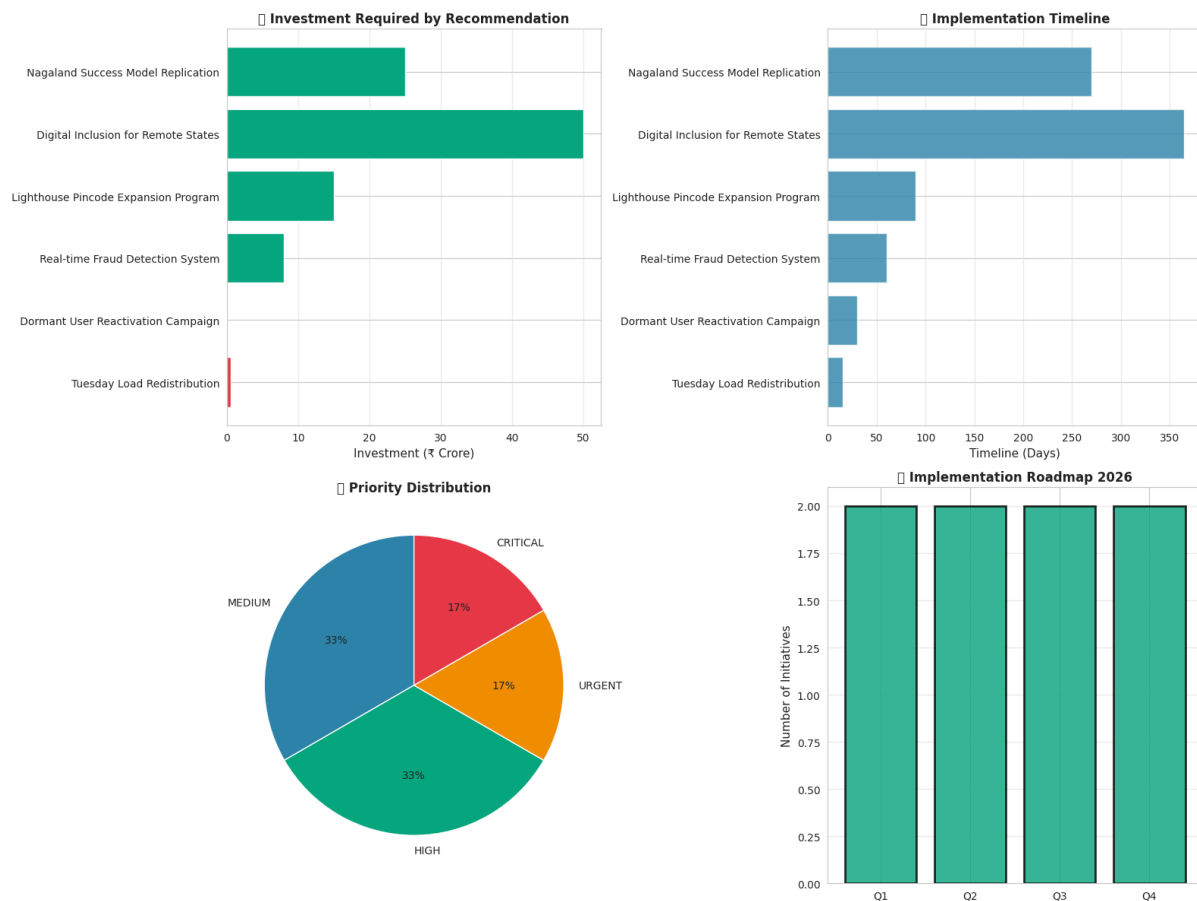 ▯ Investment Required by Recommendation
Nagaland Success Model Replication
Digital Inclusion for Remote States
Lighthouse Pincode Expansion Program
Real-time Fraud Detection System
Dormant User Reactivation Campaign
Tuesday Load Redistribution
0 10 20 30 40 50
Investment (₹ Crore)
▯ Implementation Timeline
Nagaland Success Model Replication
Digital Inclusion for Remote States
Lighthouse Pincode Expansion Program
Real-time Fraud Detection System
Dormant User Reactivation Campaign
Tuesday Load Redistribution
0 50 100 150 200 250 300 350
Timeline (Days)
▯ Priority Distribution
CRITICAL
17%
MEDIUM
33%
17%
URGENT
33%
HIGH
▯ Implementation Roadmap 2026
Number of Initiatives
2.00
1.75
1.50
1.25
1.00
0.75
0.50
0.25
0.00
Q1 Q2 Q3 Q4